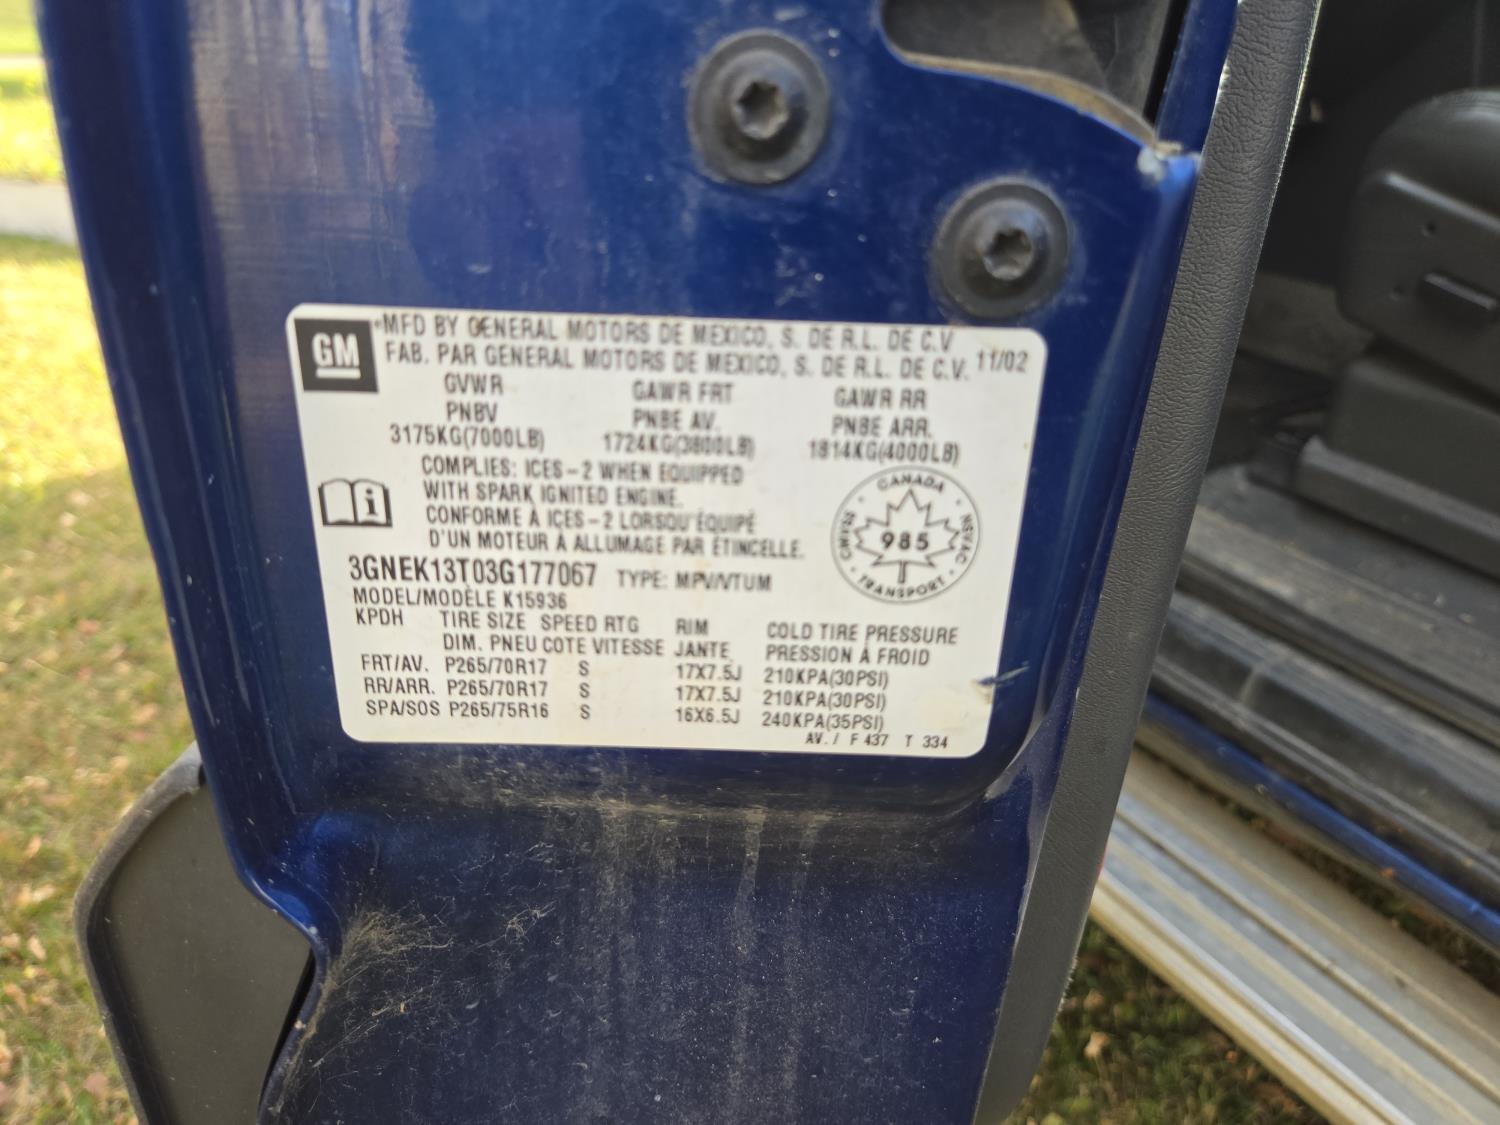 GM
MFD BY GENERAL MOTORS DE MEXICO, S. DE R.L. DE C.V
FAB. PAR GENERAL MOTORS DE MEXICO, S. DE R.L. DE C.V. 11/02
GVWR GAWR FRT GAWR RR
PNBV PNBE AV. PNBE ARR.
3175KG(7000LB) 1724KG(3800LB) 1814KG(4000LB)
COMPLIES: ICES-2 WHEN EQUIPPED
WITH SPARK IGNITED ENGINE.
CONFORME À ICES-2 LORSQU'ÉQUIPÉ
D'UN MOTEUR À ALLUMAGE PAR ÉTINCELLE.
CANADA
NSVAC
985
CMVSS
TRANSPORT
3GNEK13T03G177067 TYPE: MPV/VTUM
MODEL/MODÈLE K15936
KPDH TIRE SIZE SPEED RTG RIM COLD TIRE PRESSURE
DIM. PNEU COTE VITESSE JANTE PRESSION À FROID
FRT/AV. P265/70R17 S 17X7.5J 210KPA(30PSI)
RR/ARR. P265/70R17 S 17X7.5J 210KPA(30PSI)
SPA/SOS P265/75R16 S 16X6.5J 240KPA(35PSI)
AV. / F 437 T 334